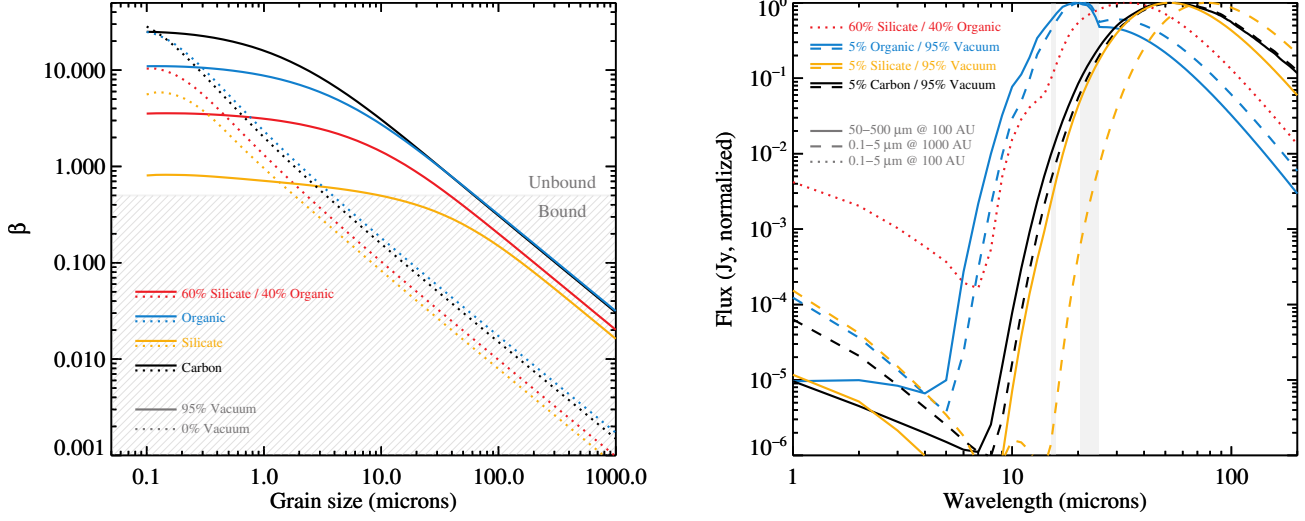 10.000
1.000
0.100
0.010
0.001
β
Unbound
Bound
60% Silicate / 40% Organic
Organic
Silicate
Carbon
95% Vacuum
0% Vacuum
0.1
1.0
10.0
100.0
1000.0
Grain size (microns)
10⁰
10⁻¹
10⁻²
10⁻³
10⁻⁴
10⁻⁵
10⁻⁶
Flux (Jy, normalized)
60% Silicate / 40% Organic
5% Organic / 95% Vacuum
5% Silicate / 95% Vacuum
5% Carbon / 95% Vacuum
50–500 μm @ 100 AU
0.1–5 μm @ 1000 AU
0.1–5 μm @ 100 AU
1
10
100
Wavelength (microns)